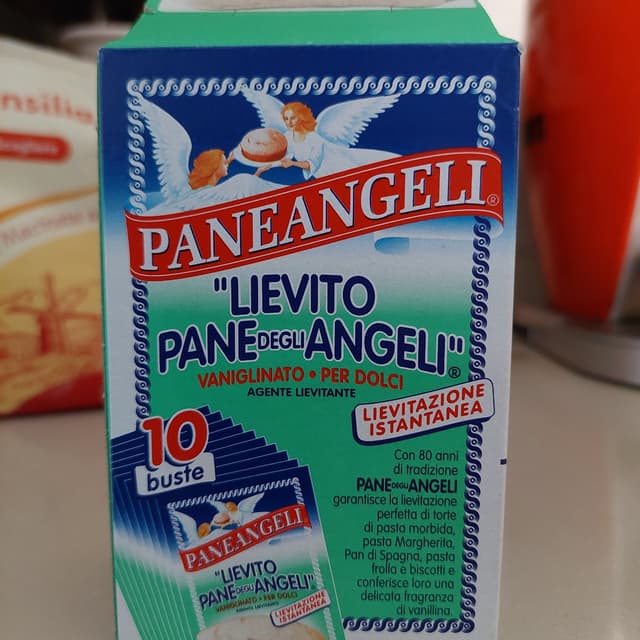 PANEANGELI®
"LIEVITO
PANE DEGLI ANGELI"®
VANIGLINATO • PER DOLCI
AGENTE LIEVITANTE
LIEVITAZIONE
ISTANTANEA
10
buste
Con 80 anni
di tradizione
PANE DEGLI ANGELI
garantisce la lievitazione
perfetta di torte
di pasta morbida,
pasta Margherita,
Pan di Spagna, pasta
frolla e biscotti e
conferisce loro una
delicata fragranza
di vanillina.
PANEANGELI
"LIEVITO
PANE DEGLI ANGELI"
VANIGLINATO • PER DOLCI
AGENTE LIEVITANTE
LIEVITAZIONE
ISTANTANEA